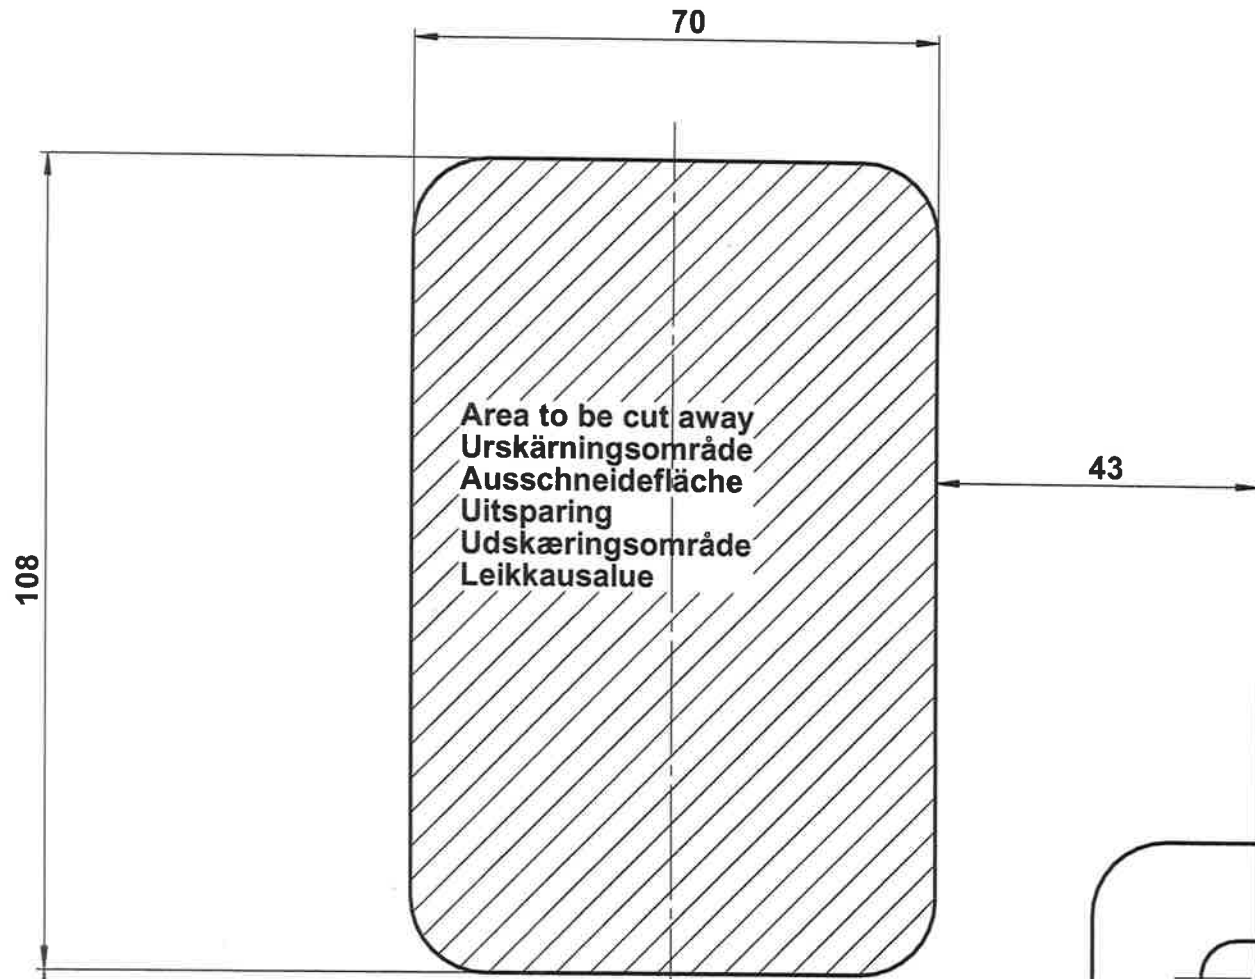 70
Area to be cut away
Urskärningsområde
Ausschneidefläche
Uitsparing
Udskæringsområde
Leikkausalue
43
108